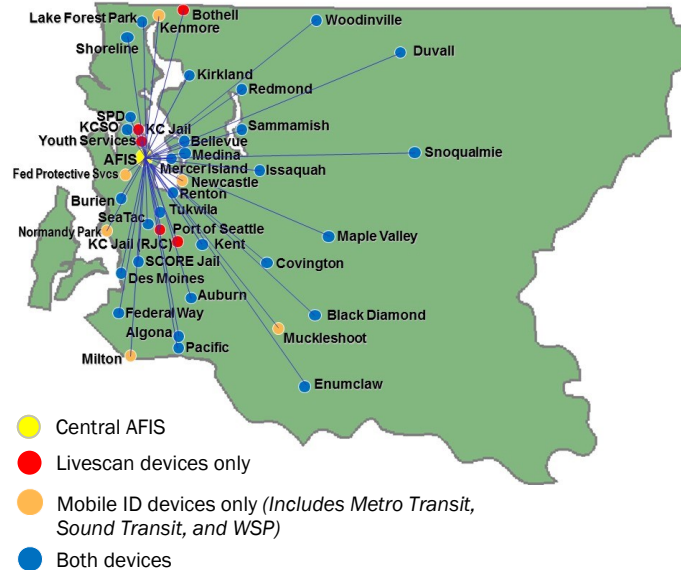 Lake Forest Park
Kenmore
Bothell
Woodinville
Shoreline
Duvall
Kirkland
Redmond
SPD
KCSO
KC Jail
Sammamish
Youth Services
Bellevue
Medina
Snoqualmie
AFIS
Mercer Island
Issaquah
Fed Protective Svcs
Newcastle
Renton
Burien
Tukwila
SeaTac
Normandy Park
Port of Seattle
Maple Valley
KC Jail (RJC)
Kent
SCORE Jail
Covington
Des Moines
Auburn
Federal Way
Black Diamond
Algona
Muckleshoot
Pacific
Milton
Enumclaw
Central AFIS
Livescan devices only
Mobile ID devices only (Includes Metro Transit,
Sound Transit, and WSP)
Both devices